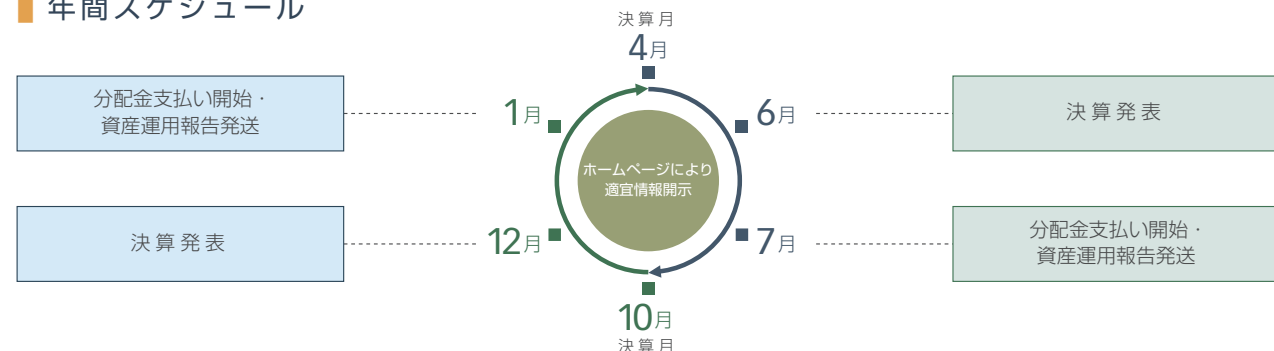 年間スケジュール
決算月
4月
分配金支払い開始・
資産運用報告発送
1月
6月
決算発表
ホームページにより
適宜情報開示
決算発表
12月
7月
分配金支払い開始・
資産運用報告発送
10月
決算月